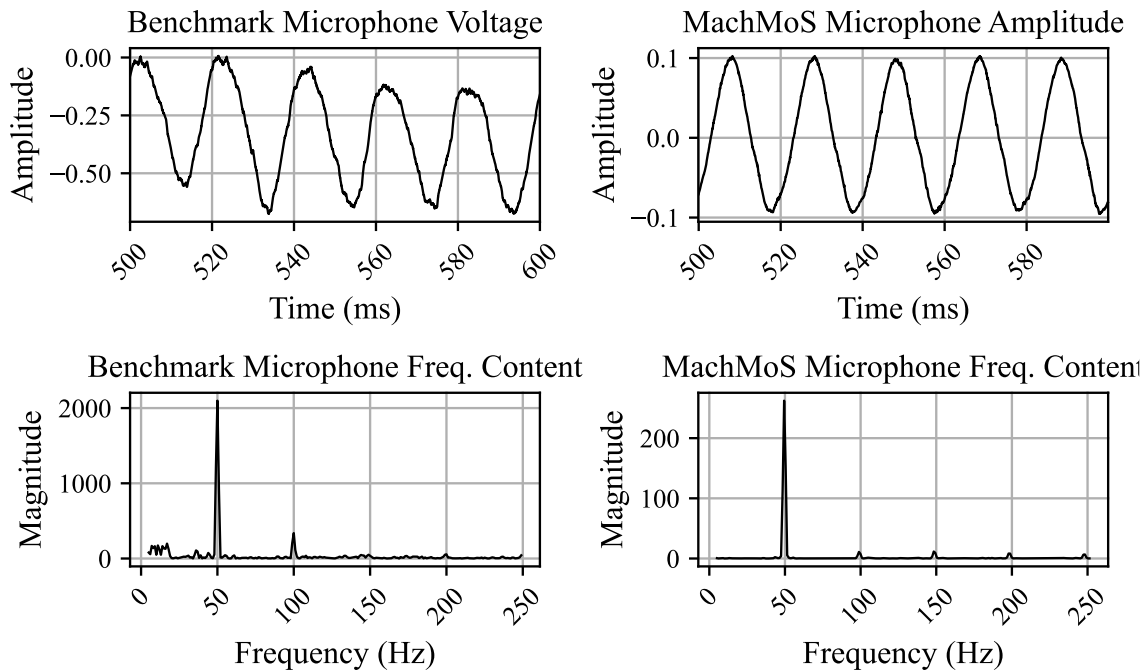 Benchmark Microphone Voltage
Amplitude
0.00
−0.25
−0.50
500 520 540 560 580 600
Time (ms)
MachMoS Microphone Amplitude
Amplitude
0.1
0.0
−0.1
500 520 540 560 580
Time (ms)
Benchmark Microphone Freq. Content
Magnitude
2000
1000
0
0 50 100 150 200 250
Frequency (Hz)
MachMoS Microphone Freq. Content
Magnitude
200
100
0
0 50 100 150 200 250
Frequency (Hz)